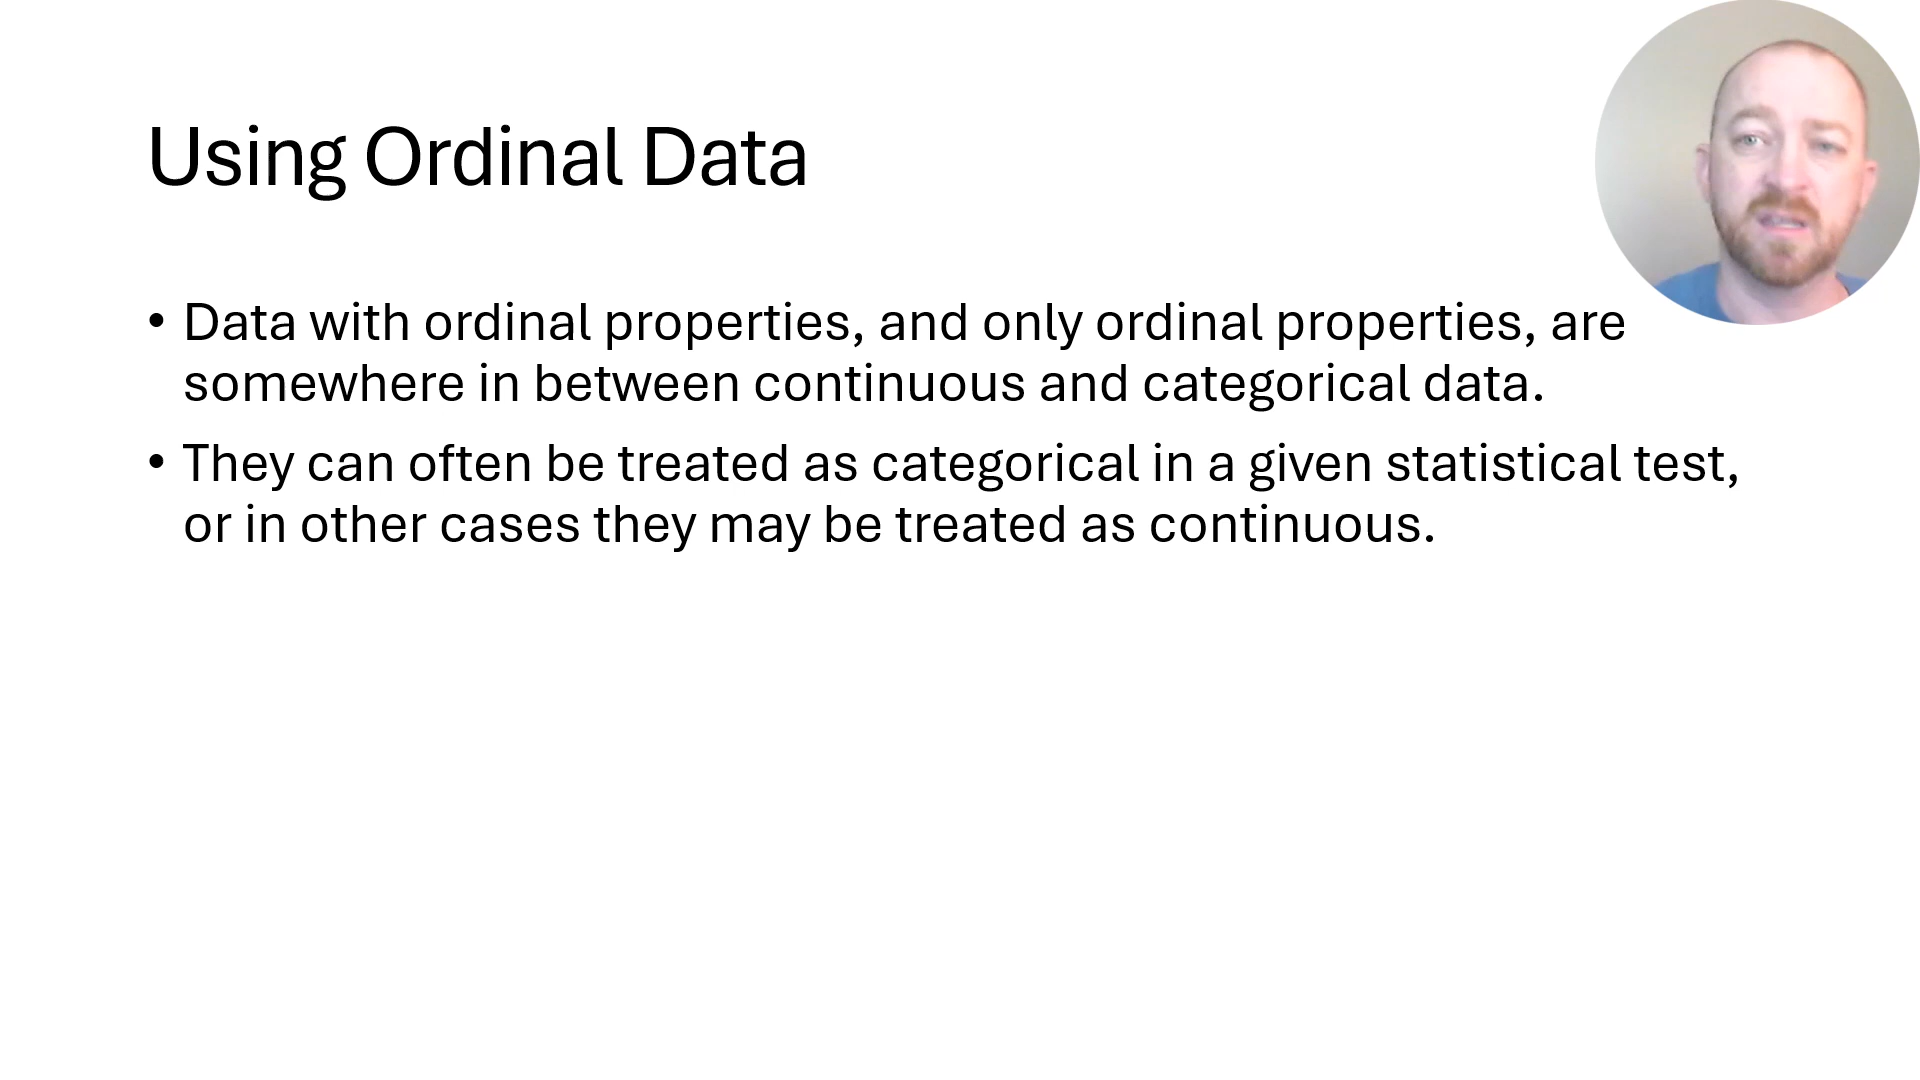 Using Ordinal Data
• Data with ordinal properties, and only ordinal properties, are
somewhere in between continuous and categorical data.
• They can often be treated as categorical in a given statistical test,
or in other cases they may be treated as continuous.